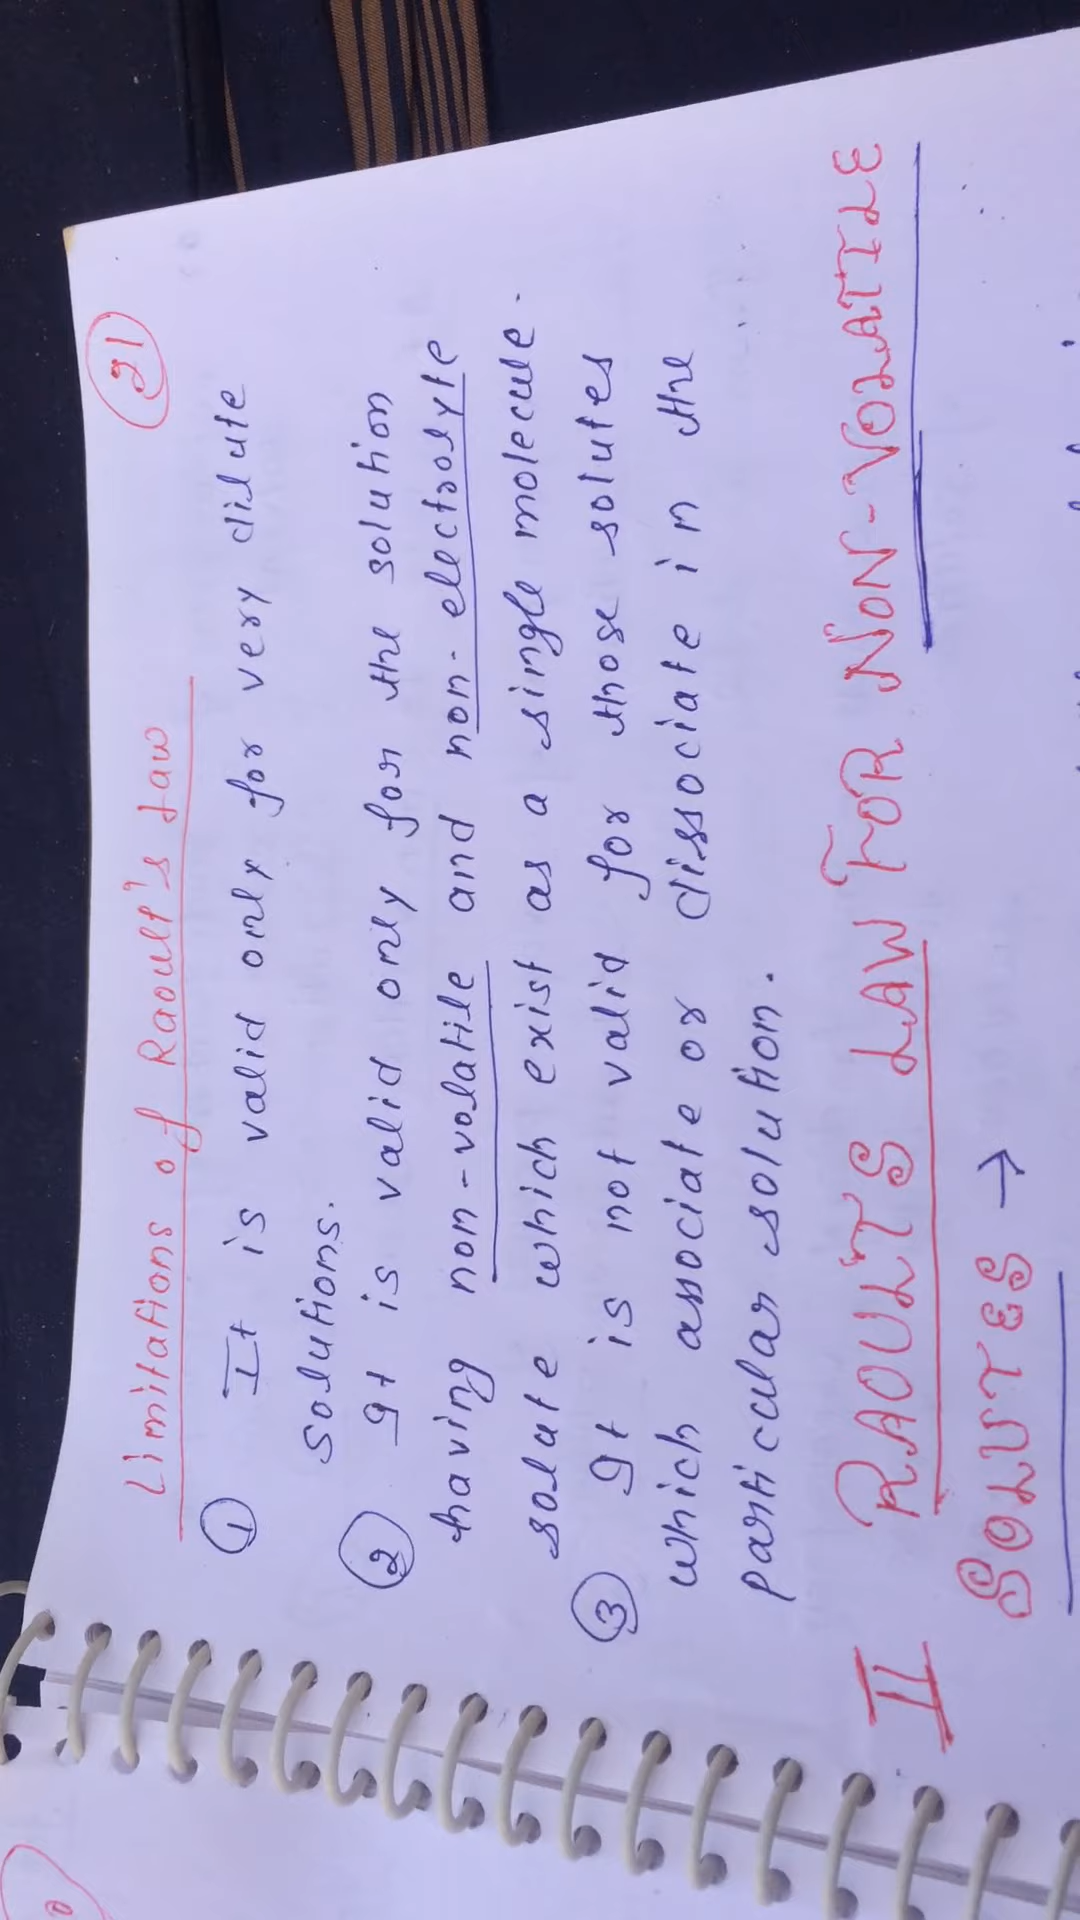 21
Limitations of Raoult's Law
① It is valid only for very dilute
solutions.
② It is valid only for the solution
having non-volatile and non-electrolyte
solute which exist as a single molecule.
③ It is not valid for those solutes
which associate or dissociate in the
particular solution.
II RAOULT'S LAW FOR NON-VOLATILE
SOLUTES →